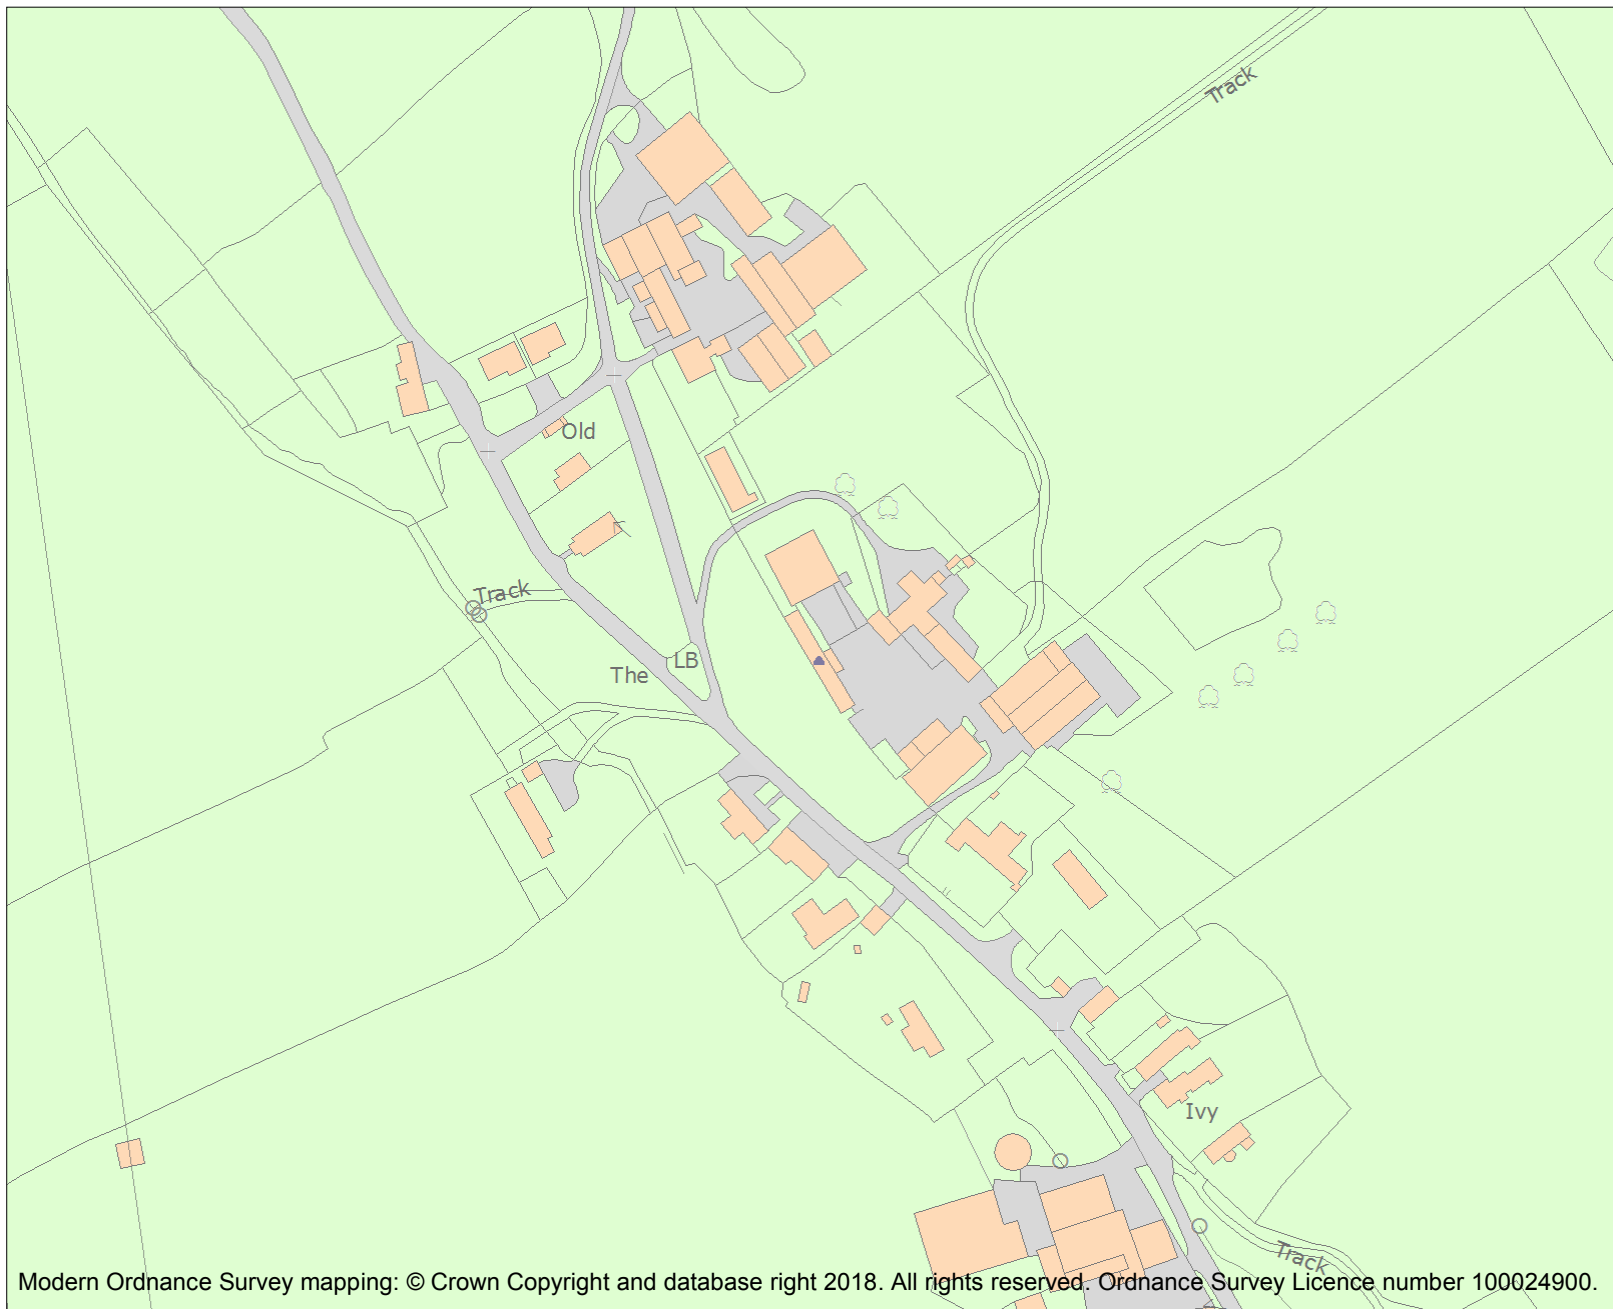 Track
Old
Track
LB
The
Ivy
Track
Modern Ordnance Survey mapping: © Crown Copyright and database right 2018. All rights reserved. Ordnance Survey Licence number 100024900.